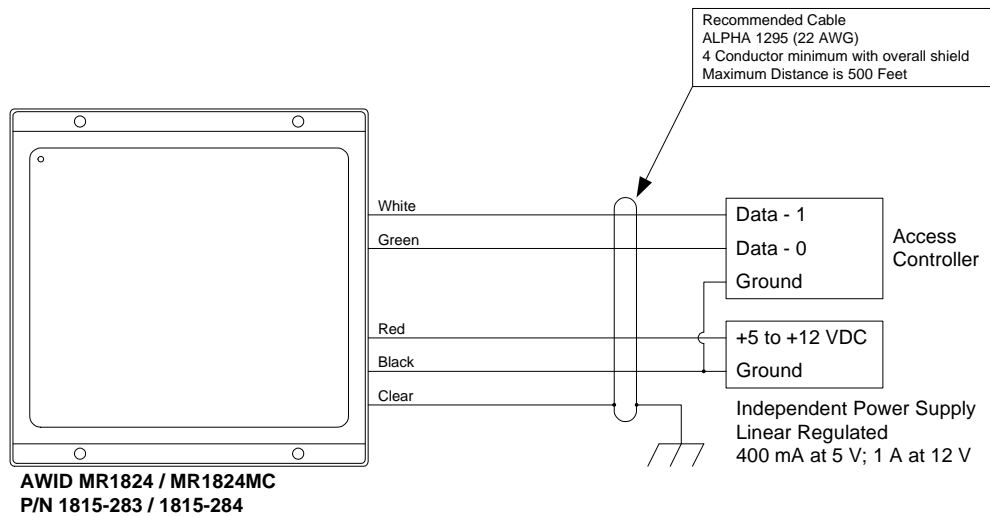 Recommended Cable
ALPHA 1295 (22 AWG)
4 Conductor minimum with overall shield
Maximum Distance is 500 Feet
White
Green
Data - 1
Data - 0
Ground
Access
Controller
Red
Black
Clear
+5 to +12 VDC
Ground
Independent Power Supply
Linear Regulated
400 mA at 5 V; 1 A at 12 V
AWID MR1824 / MR1824MC
P/N 1815-283 / 1815-284